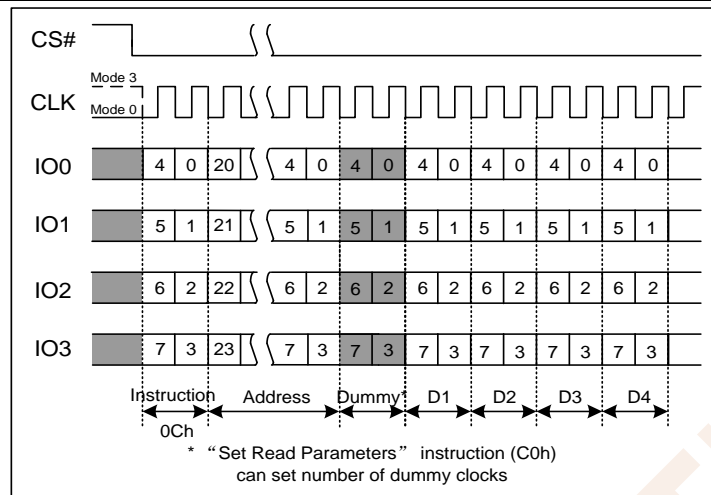 CS#
Mode 3
CLK
Mode 0
IO0 4 0 20 4 0 4 0 4 0 4 0 4 0 4 0
IO1 5 1 21 5 1 5 1 5 1 5 1 5 1 5 1
IO2 6 2 22 6 2 6 2 6 2 6 2 6 2 6 2
IO3 7 3 23 7 3 7 3 7 3 7 3 7 3 7 3
Instruction Address Dummy* D1 D2 D3 D4
0Ch
* “Set Read Parameters” instruction (C0h)
can set number of dummy clocks